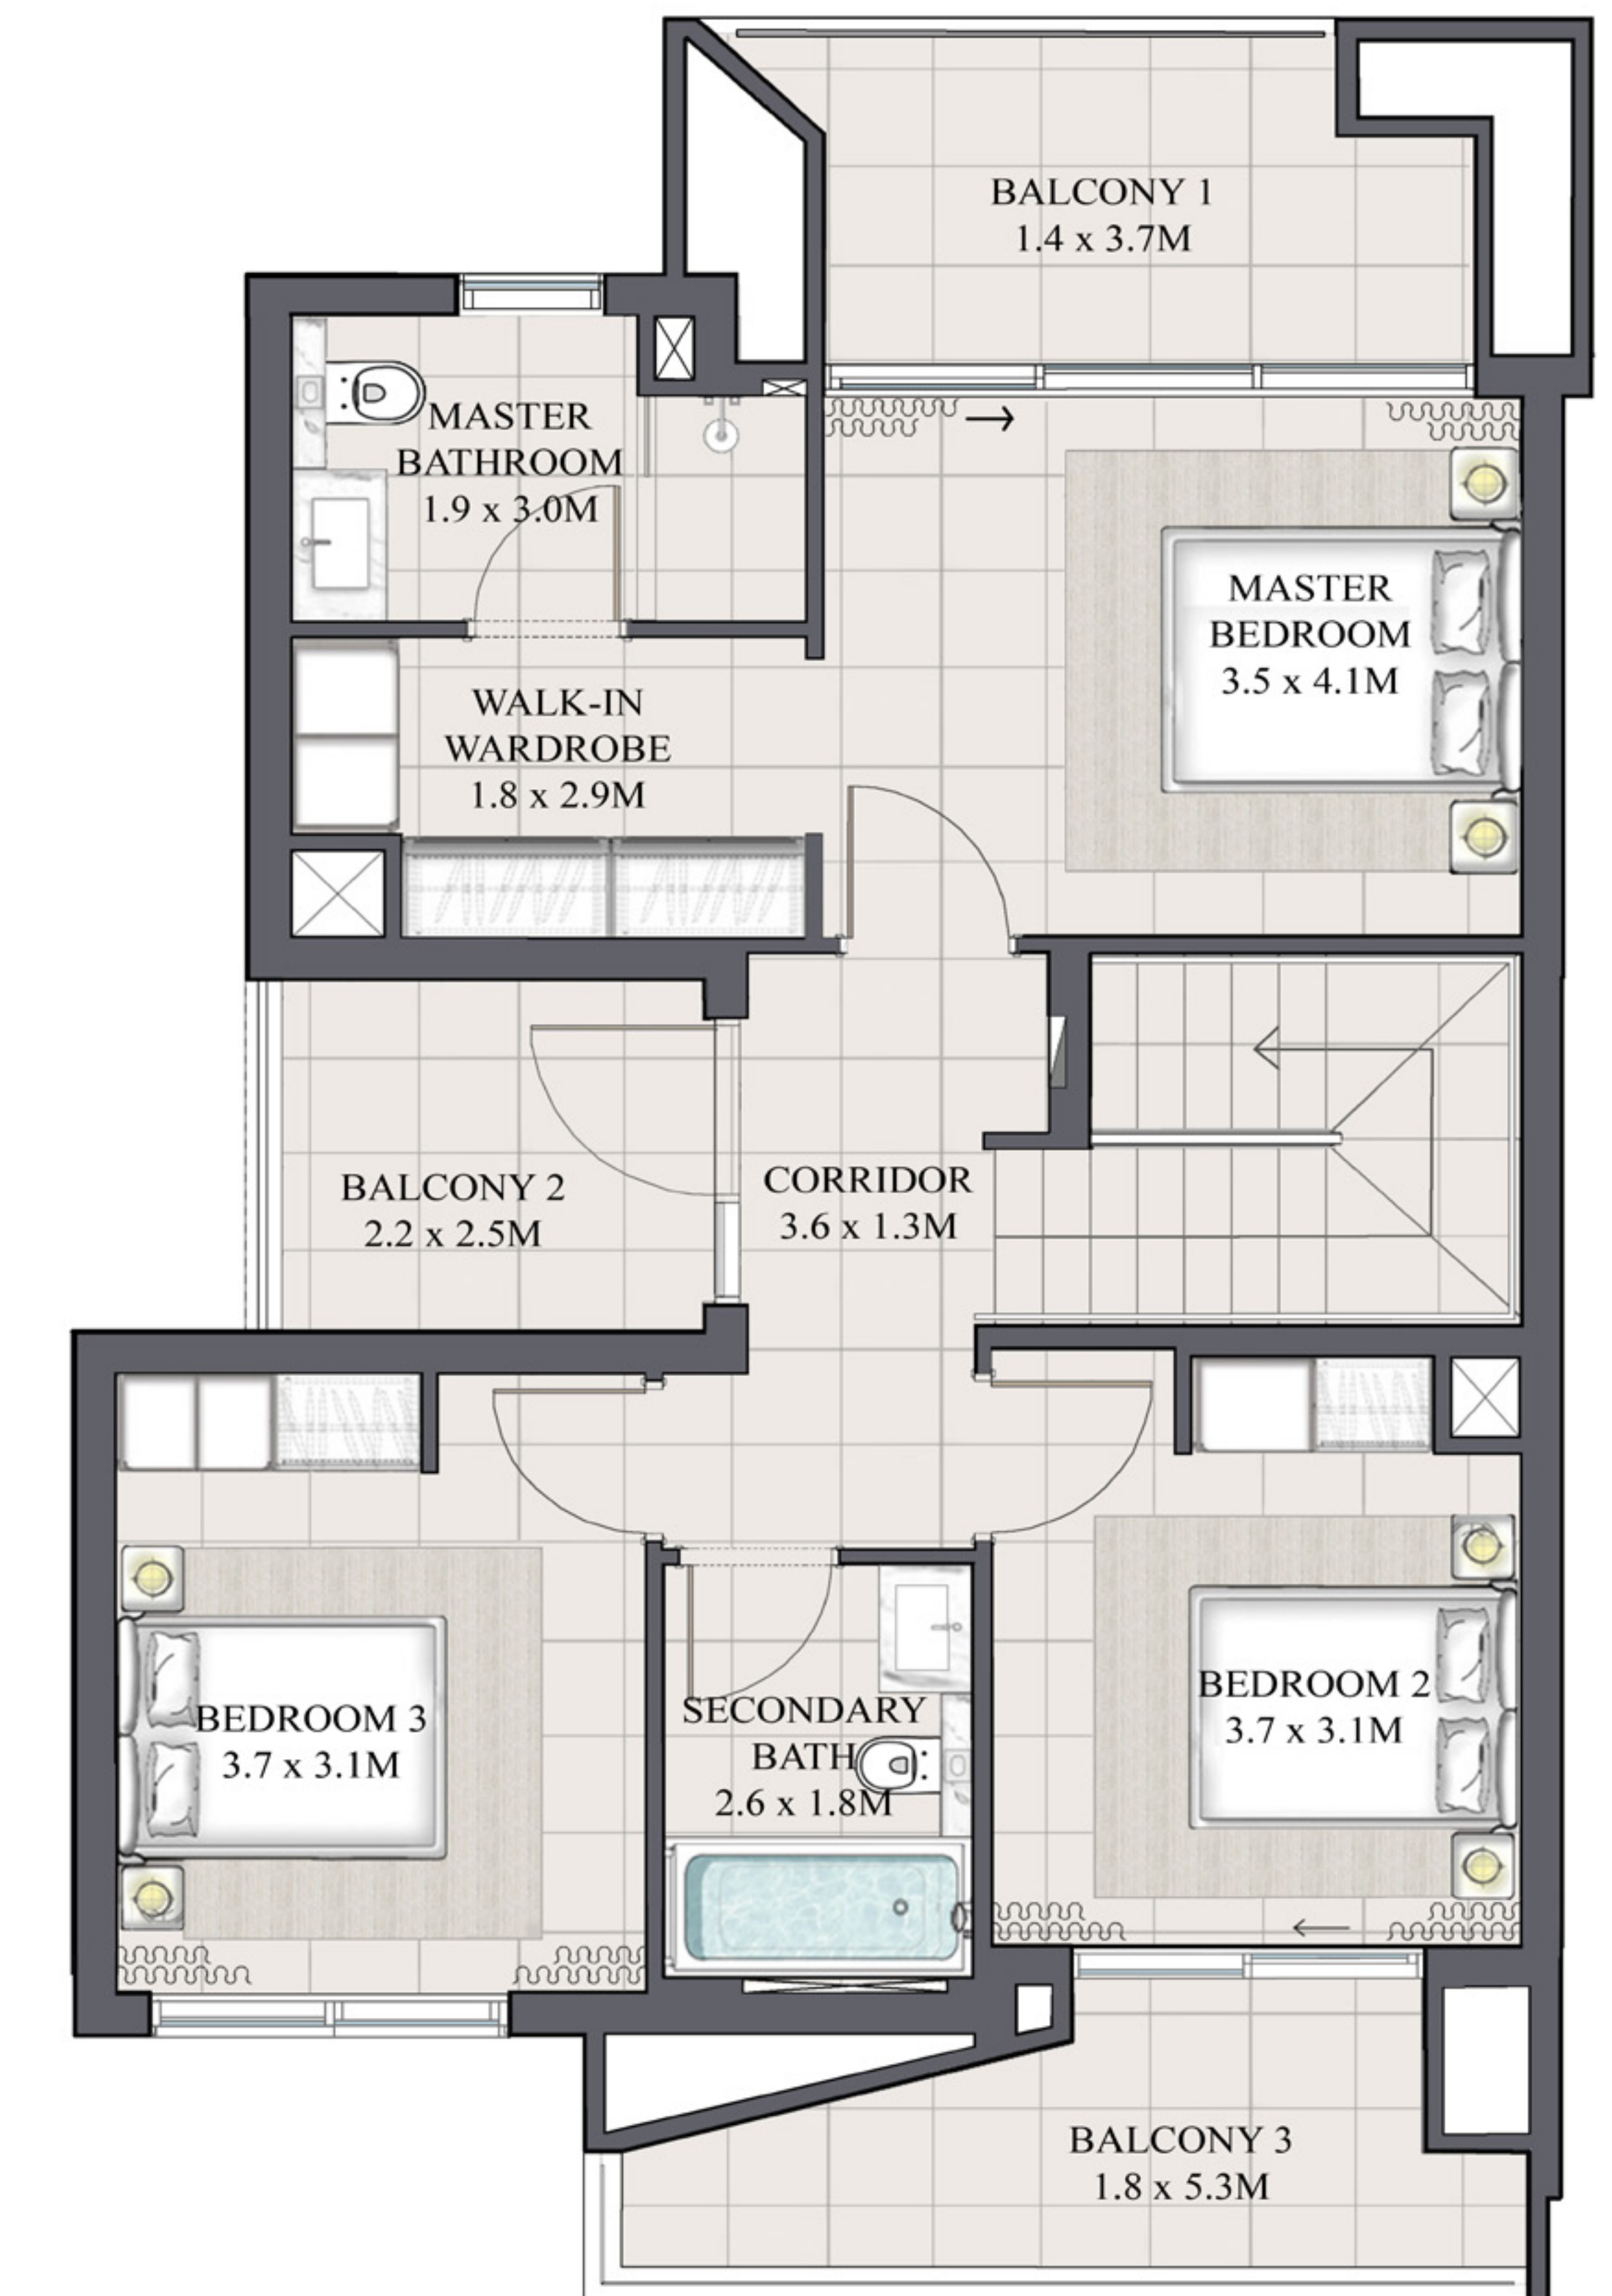 BALCONY 1
1.4 x 3.7M
MASTER
BATHROOM
1.9 x 3.0M
MASTER
BEDROOM
3.5 x 4.1M
WALK-IN
WARDROBE
1.8 x 2.9M
BALCONY 2
2.2 x 2.5M
CORRIDOR
3.6 x 1.3M
BEDROOM 3
3.7 x 3.1M
SECONDARY
BATH
2.6 x 1.8M
BEDROOM 2
3.7 x 3.1M
BALCONY 3
1.8 x 5.3M